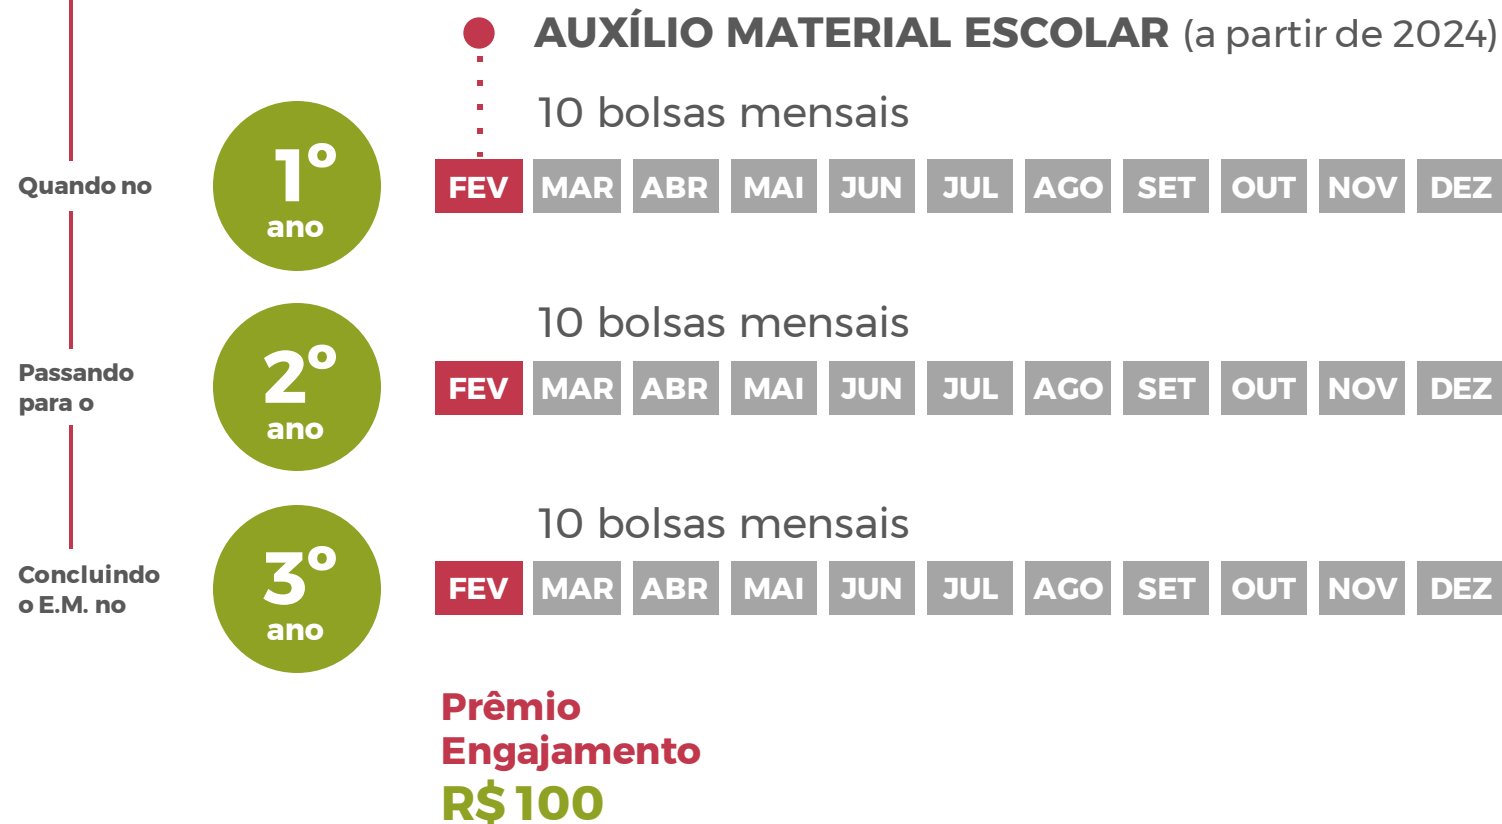 AUXÍLIO MATERIAL ESCOLAR (a partir de 2024)
10 bolsas mensais
Quando no
1º
ano
FEV MAR ABR MAI JUN JUL AGO SET OUT NOV DEZ
10 bolsas mensais
Passando
para o
2º
ano
FEV MAR ABR MAI JUN JUL AGO SET OUT NOV DEZ
10 bolsas mensais
Concluindo
o E.M. no
3º
ano
FEV MAR ABR MAI JUN JUL AGO SET OUT NOV DEZ
Prêmio
Engajamento
R$ 100